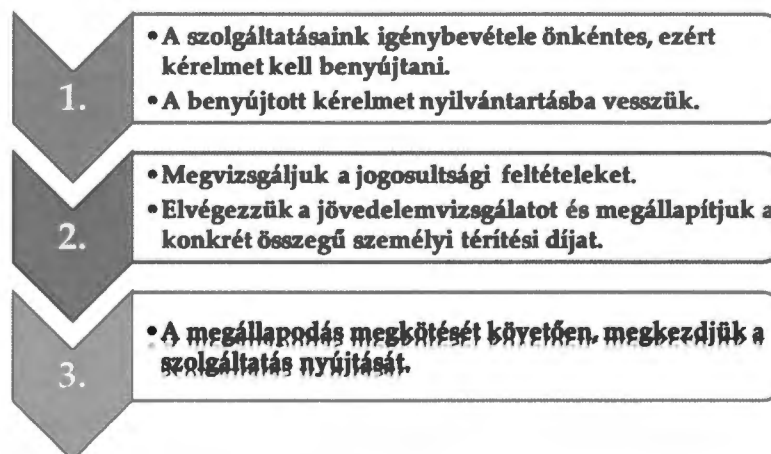 1.
• A szolgáltatásaink igénybevétele önkéntes, ezért
kérelmet kell benyújtani.
• A benyújtott kérelmet nyilvántartásba vesszük.
2.
• Megvizsgáljuk a jogosultsági feltételeket.
• Elvégezzük a jövedelemvizsgálatot és megállapítjuk a
konkrét összegű személyi térítési díjat.
3.
• A megállapodás megkötését követően, megkezdjük a
szolgáltatás nyújtását.